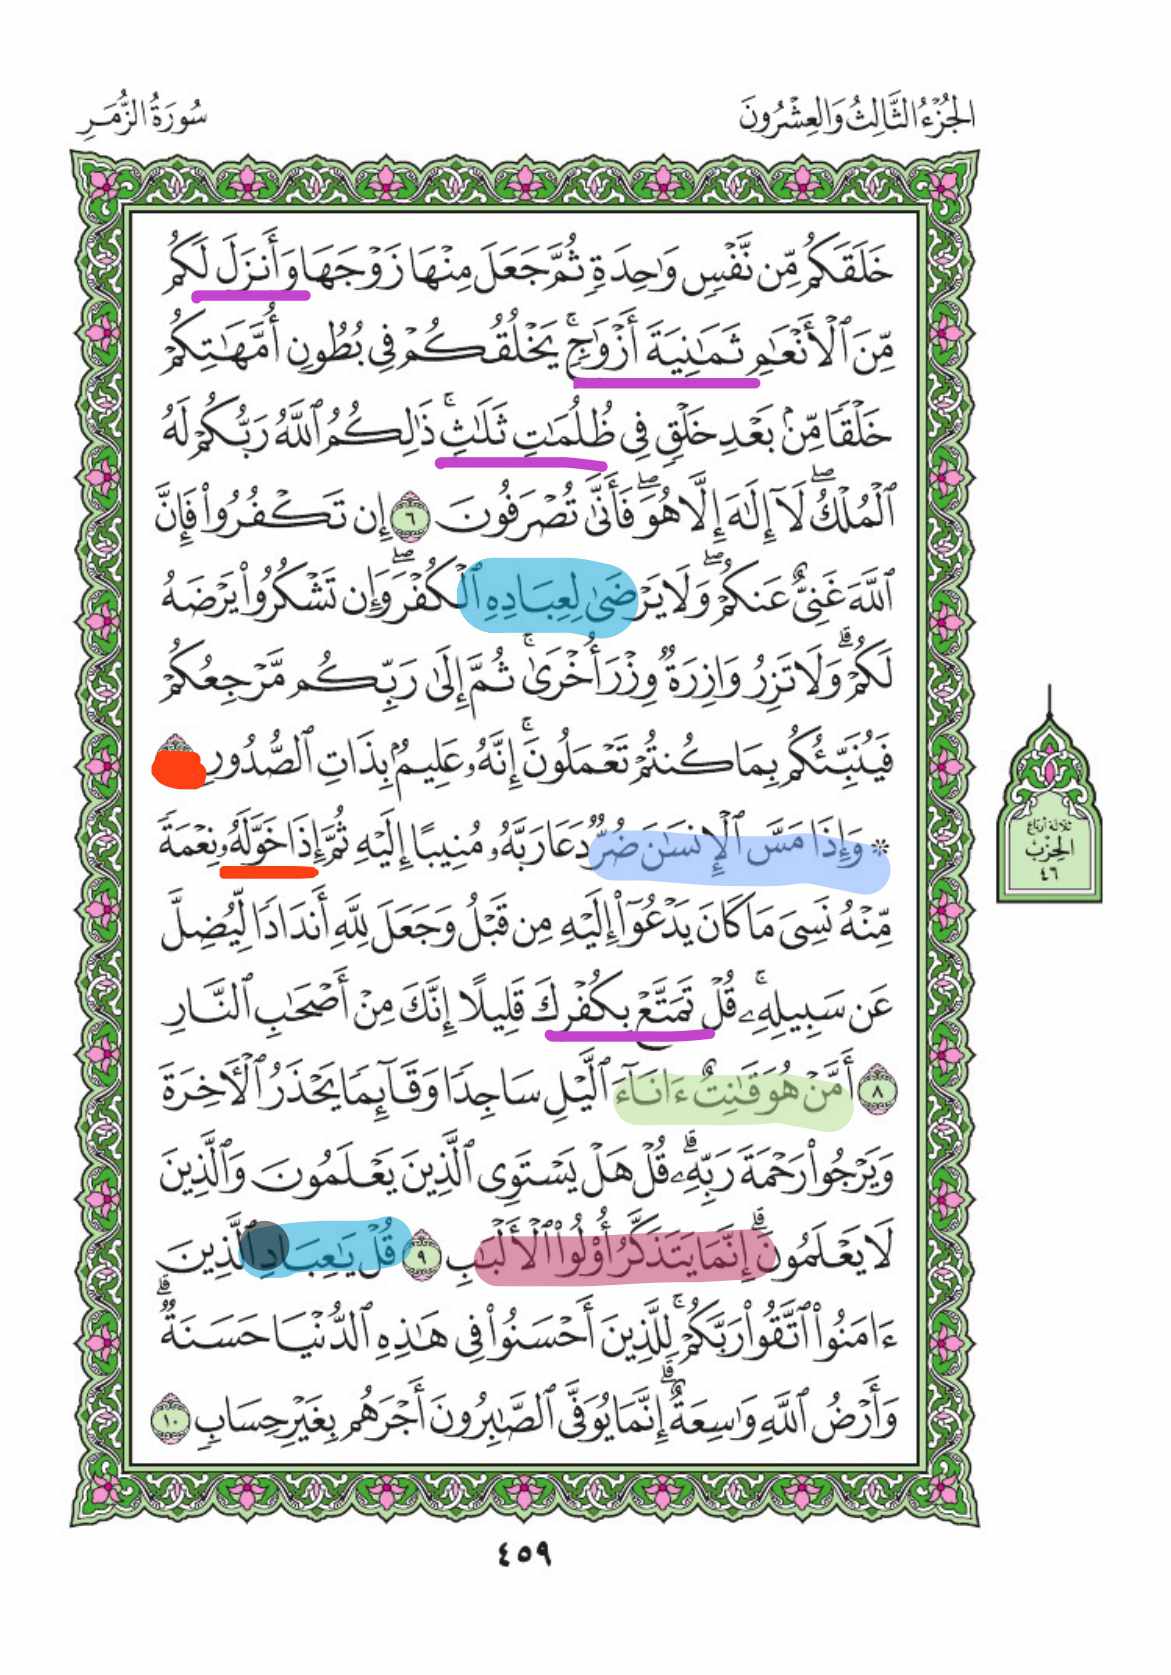 الجُزْءُ الثَّالِثُ وَالعِشْرُونَ
سُورَةُ الزُّمَرِ
خَلَقَكُم مِّن نَّفْسٍ وَٰحِدَةٍ ثُمَّ جَعَلَ مِنْهَا زَوْجَهَا وَأَنزَلَ لَكُم
مِّنَ ٱلْأَنْعَٰمِ ثَمَٰنِيَةَ أَزْوَٰجٍۚ يَخْلُقُكُمْ فِى بُطُونِ أُمَّهَٰتِكُمْ
خَلْقًا مِّنۢ بَعْدِ خَلْقٍ فِى ظُلُمَٰتٍ ثَلَٰثٍۚ ذَٰلِكُمُ ٱللَّهُ رَبُّكُمْ لَهُ
ٱلْمُلْكُۖ لَآ إِلَٰهَ إِلَّا هُوَۖ فَأَنَّىٰ تُصْرَفُونَ ٦ إِن تَكْفُرُوا۟ فَإِنَّ
ٱللَّهَ غَنِىٌّ عَنكُمْۖ وَلَا يَرْضَىٰ لِعِبَادِهِ ٱلْكُفْرَۖ وَإِن تَشْكُرُوا۟ يَرْضَهُ
لَكُمْۗ وَلَا تَزِرُ وَازِرَةٌ وِزْرَ أُخْرَىٰۚ ثُمَّ إِلَىٰ رَبِّكُم مَّرْجِعُكُمْ
فَيُنَبِّئُكُم بِمَا كُنتُمْ تَعْمَلُونَۚ إِنَّهُۥ عَلِيمٌۢ بِذَاتِ ٱلصُّدُورِ
* وَإِذَا مَسَّ ٱلْإِنسَٰنَ ضُرٌّ دَعَا رَبَّهُۥ مُنِيبًا إِلَيْهِ ثُمَّ إِذَا خَوَّلَهُۥ نِعْمَةً
مِّنْهُ نَسِىَ مَا كَانَ يَدْعُوٓا۟ إِلَيْهِ مِن قَبْلُ وَجَعَلَ لِلَّهِ أَندَادًا لِّيُضِلَّ
عَن سَبِيلِهِۦۚ قُلْ تَمَتَّعْ بِكُفْرِكَ قَلِيلًا إِنَّكَ مِنْ أَصْحَٰبِ ٱلنَّارِ
٨ أَمَّنْ هُوَ قَٰنِتٌ ءَانَآءَ ٱلَّيْلِ سَاجِدًا وَقَآئِمًا يَحْذَرُ ٱلْـَٔاخِرَةَ
وَيَرْجُوا۟ رَحْمَةَ رَبِّهِۦۗ قُلْ هَلْ يَسْتَوِى ٱلَّذِينَ يَعْلَمُونَ وَٱلَّذِينَ
لَا يَعْلَمُونَۗ إِنَّمَا يَتَذَكَّرُ أُو۟لُوا۟ ٱلْأَلْبَٰبِ ٩ قُلْ يَٰعِبَادِ ٱلَّذِينَ
ءَامَنُوا۟ ٱتَّقُوا۟ رَبَّكُمْۚ لِلَّذِينَ أَحْسَنُوا۟ فِى هَٰذِهِ ٱلدُّنْيَا حَسَنَةٌۗ
وَأَرْضُ ٱللَّهِ وَٰسِعَةٌۗ إِنَّمَا يُوَفَّى ٱلصَّٰبِرُونَ أَجْرَهُم بِغَيْرِ حِسَابٍ ١٠
ثلاثة أرباع
الحزب
٤٦
٤٥٩